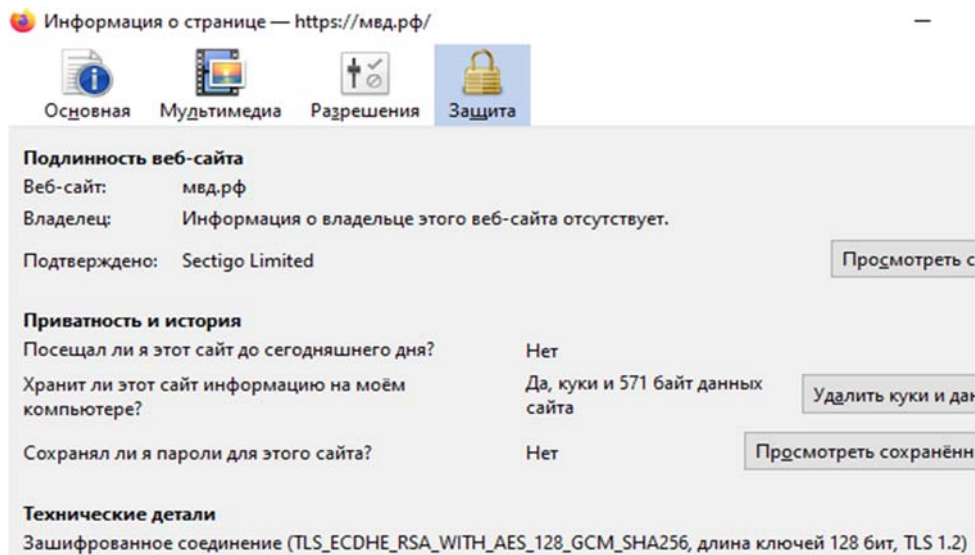 Информация о странице — https://мвд.рф/
Основная Мультимедиа Разрешения Защита
Подлинность веб-сайта
Веб-сайт: мвд.рф
Владелец: Информация о владельце этого веб-сайта отсутствует.
Подтверждено: Sectigo Limited
Просмотреть с
Приватность и история
Посещал ли я этот сайт до сегодняшнего дня? Нет
Хранит ли этот сайт информацию на моём
компьютере?
Да, куки и 571 байт данных
сайта
Удалить куки и дан
Сохранял ли я пароли для этого сайта? Нет
Просмотреть сохранённ
Технические детали
Зашифрованное соединение (TLS_ECDHE_RSA_WITH_AES_128_GCM_SHA256, длина ключей 128 бит, TLS 1.2)